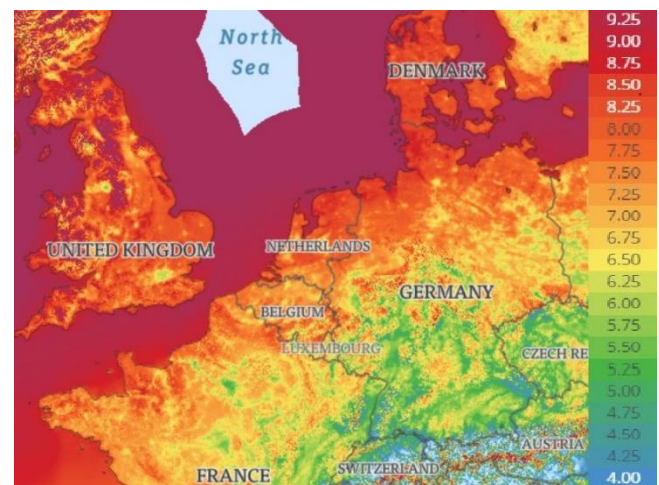 North
Sea
DENMARK
UNITED KINGDOM
NETHERLANDS
BELGIUM
GERMANY
LUXEMBOURG
CZECH RE
AUSTRIA
SWITZERLAND
FRANCE
9.25
9.00
8.75
8.50
8.25
8.00
7.75
7.50
7.25
7.00
6.75
6.50
6.25
6.00
5.75
5.50
5.25
5.00
4.75
4.50
4.25
4.00